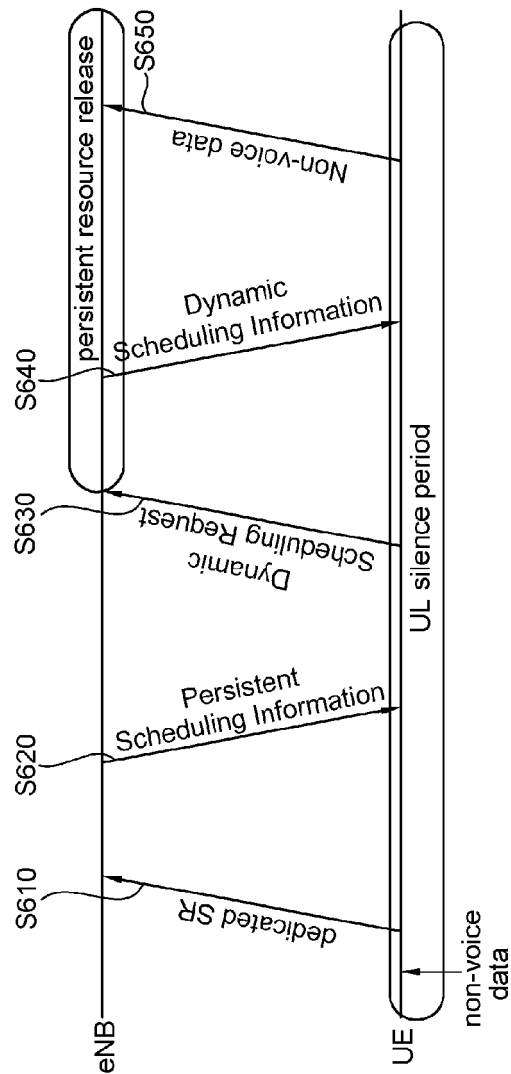 eNB
UE
non-voice
data
S610
dedicated SR
S620
Persistent
Scheduling Information
S630
Dynamic
Scheduling Request
S640
Dynamic
Scheduling Information
S650
Non-voice data
persistent resource release
UL silence period